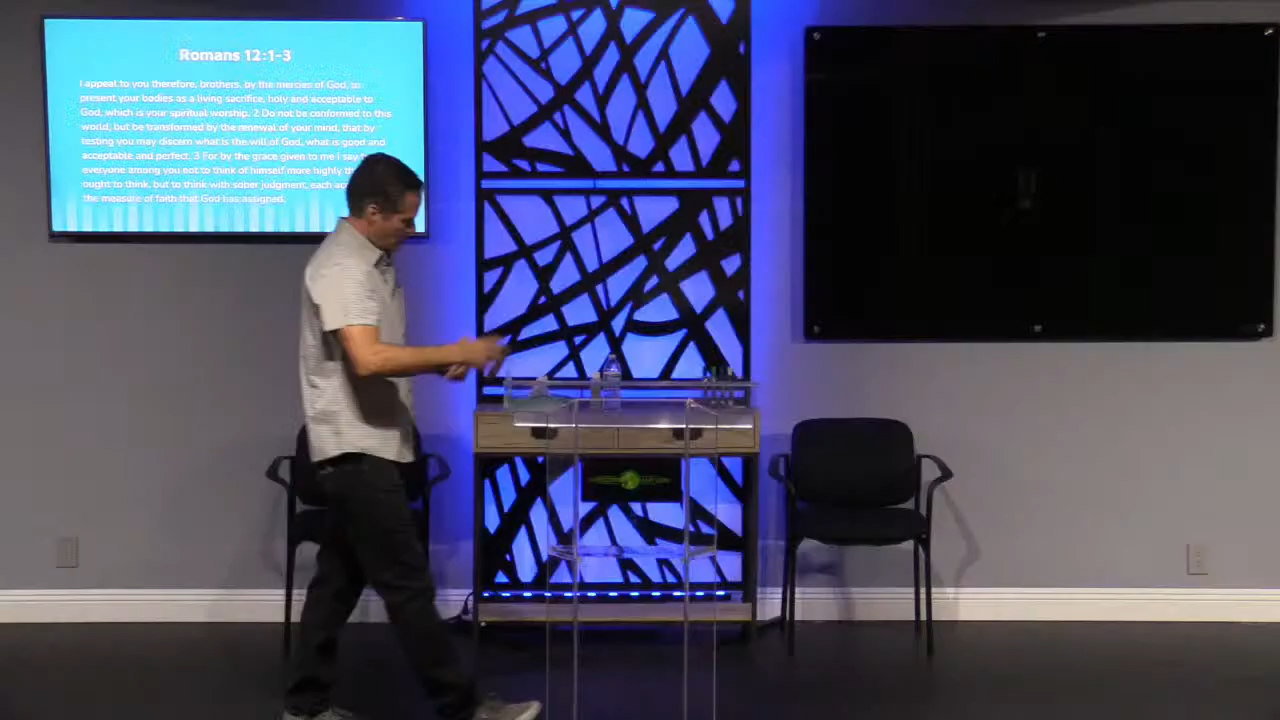 Romans 12:1-3
I appeal to you therefore, brothers, by the mercies of God, to
present your bodies as a living sacrifice, holy and acceptable to
God, which is your spiritual worship. 2 Do not be conformed to this
world, but be transformed by the renewal of your mind, that by
testing you may discern what is the will of God, what is good and
acceptable and perfect. 3 For by the grace given to me I say
everyone among you not to think of himself more highly
ought to think, but to think with sober judgment, each
the measure of faith that God has assigned.